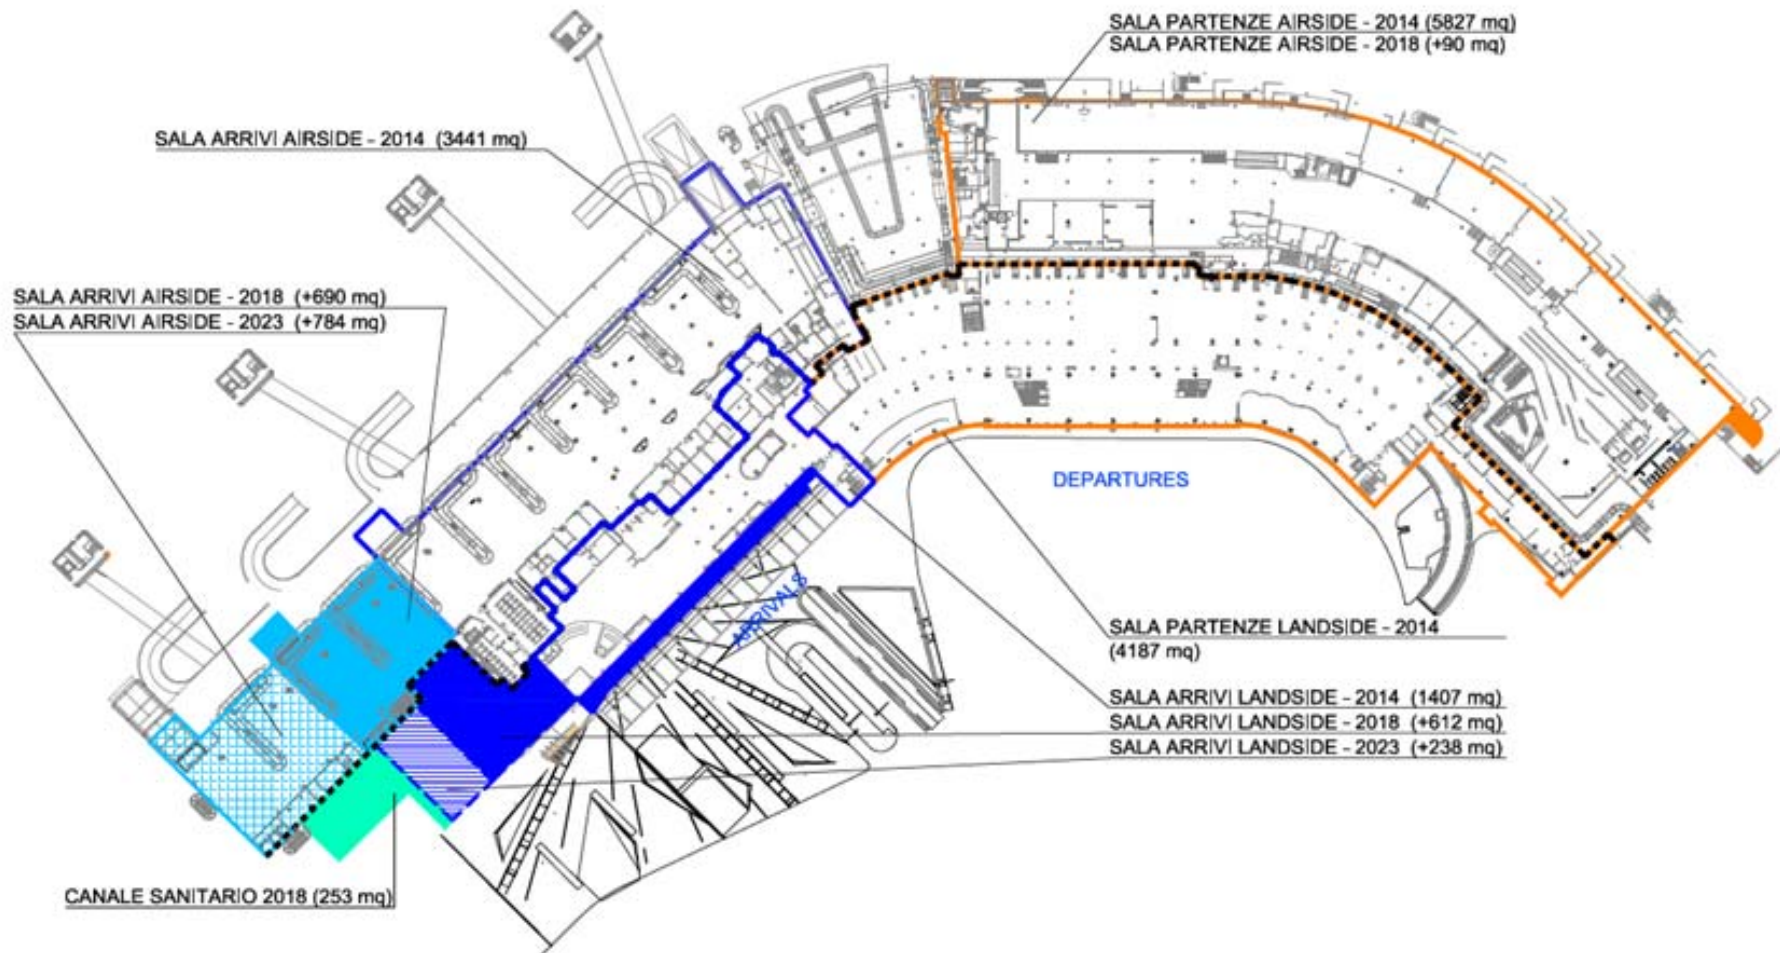 SALA PARTENZE AIRSIDE - 2014 (5827 mq)
SALA PARTENZE AIRSIDE - 2018 (+90 mq)
SALA ARRIVI AIRSIDE - 2014 (3441 mq)
SALA ARRIVI AIRSIDE - 2018 (+690 mq)
SALA ARRIVI AIRSIDE - 2023 (+784 mq)
DEPARTURES
ARRIVALS
SALA PARTENZE LANDSIDE - 2014
(4187 mq)
SALA ARRIVI LANDSIDE - 2014 (1407 mq)
SALA ARRIVI LANDSIDE - 2018 (+612 mq)
SALA ARRIVI LANDSIDE - 2023 (+238 mq)
CANALE SANITARIO 2018 (253 mq)